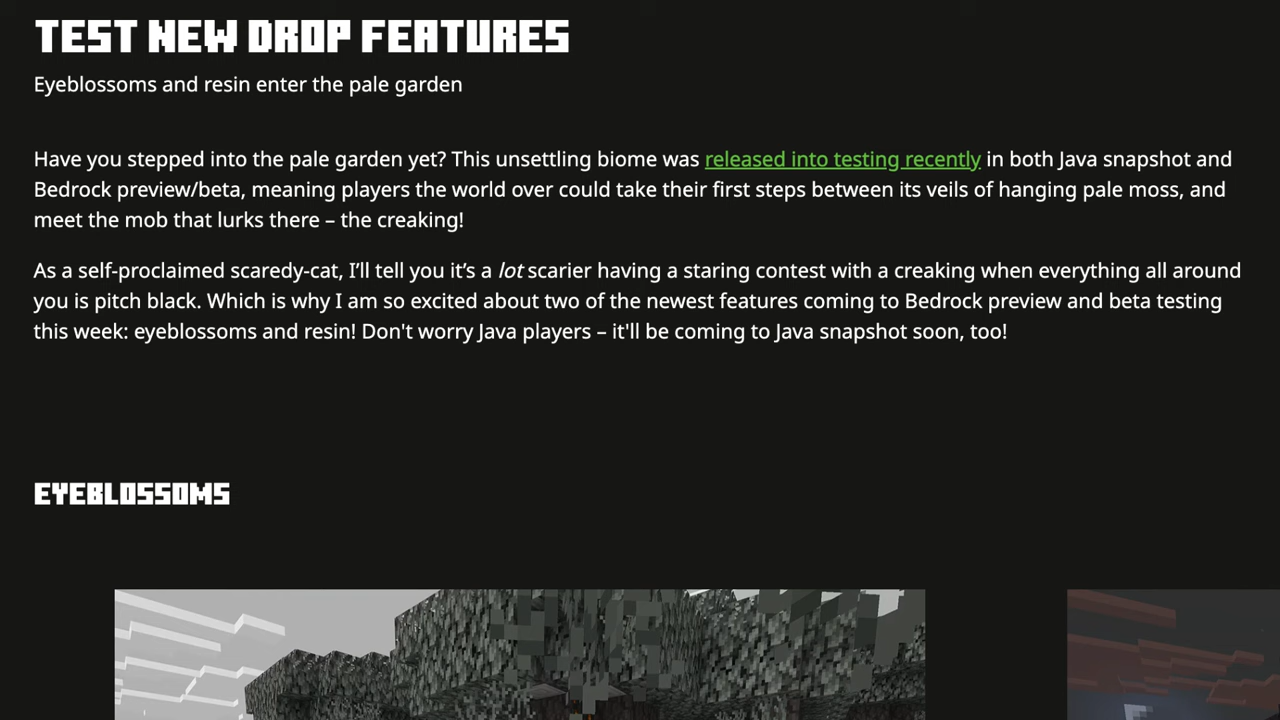 TEST NEW DROP FEATURES
Eyeblossoms and resin enter the pale garden
Have you stepped into the pale garden yet? This unsettling biome was released into testing recently in both Java snapshot and
Bedrock preview/beta, meaning players the world over could take their first steps between its veils of hanging pale moss, and
meet the mob that lurks there – the creaking!
As a self-proclaimed scaredy-cat, I’ll tell you it’s a lot scarier having a staring contest with a creaking when everything all around
you is pitch black. Which is why I am so excited about two of the newest features coming to Bedrock preview and beta testing
this week: eyeblossoms and resin! Don't worry Java players – it'll be coming to Java snapshot soon, too!
EYEBLOSSOMS